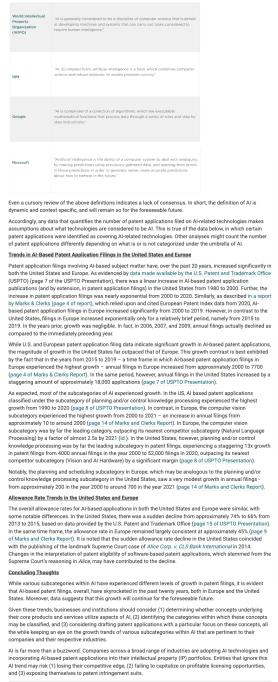 World Intellectual
Property
Organization
(WIPO)
"AI is generally considered to be a discipline of computer science that is aimed
at developing machines and systems that can carry out tasks considered to
require human intelligence."
IBM
Google
"AI is comprised of a collection of algorithms, which are executable
mathematical functions that process data through a series of rules and step by
step instructions."
Microsoft
"Artificial intelligence is the ability of a computer system to deal with ambiguity,
by making predictions using previously gathered data, and learning from errors
in those predictions in order to generate newer, more accurate predictions
about how to behave in the future."
Even a cursory review of the above definitions indicates a lack of consensus. In short, the definition of AI is
dynamic and context specific, and will remain so for the foreseeable future.
Accordingly, any data that quantifies the number of patent applications filed on AI-related technologies makes
assumptions about what technologies are considered to be AI. This is true of the data below, in which certain
patent applications were identified as covering AI-related technologies. Other analyses might count the number
of patent applications differently depending on what is or is not categorized under the umbrella of AI.
Trends in AI-Based Patent Application Filings in the United States and Europe
Patent application filings involving AI-based subject matter have, over the past 20 years, increased significantly in
both the United States and Europe. As evidenced by data made available by the U.S. Patent and Trademark Office
(USPTO) (page 7 of the USPTO Presentation), there was a linear increase in AI-based patent application
publications (and by extension, in patent application filings) in the United States from 1980 to 2000. Further, the
increase in patent application filings was nearly exponential from 2000 to 2020. Similarly, as described in a report
by Marks & Clerk (page 4 of report), which relied upon and cited European Patent Index data from 2020, AI-
based patent application filings in Europe increased significantly from 2000 to 2019. However, in contrast to the
United States, filings in Europe increased exponentially only for a relatively brief period, namely from 2015 to
2019. In the years prior, growth was negligible. In fact, in 2006, 2007, and 2009, annual filings actually declined as
compared to the immediately preceding year.
While U.S. and European patent application filing data indicate significant growth in AI-based patent applications,
the magnitude of growth in the United States far outpaced that of Europe. This growth contrast is best exhibited
by the fact that in the years from 2015 to 2019 – a time frame in which AI-based patent application filings in
Europe experienced the highest growth – annual filings in Europe increased from approximately 2000 to 7700
(page 4 of Marks & Clerk Report). In the same period, however, annual filings in the United States increased by a
staggering amount of approximately 18,000 applications (page 7 of USPTO Presentation).
As expected, most of the subcategories of AI experienced growth. In the US, AI based patent applications
classified under the subcategory of planning and/or control knowledge processing experienced the highest
growth from 1990 to 2020 (page 8 of USPTO Presentation). In contrast, in Europe, the computer vision
subcategory experienced the highest growth from 2000 to 2021 – an increase in annual filings from
approximately 10 to around 2000 (page 14 of Marks & Clerk Report). In Europe, the computer vision
subcategory was by far the leading category, outpacing its nearest competitor subcategory (Natural Language
Processing) by a factor of almost 2.5x by 2021 (Id.). In the United States, however, planning and/or control
knowledge processing was by far the leading subcategory in patent filings, experiencing a staggering 13x growth
in patent filings from 4000 annual filings in the year 2000 to 52,000 filings in 2020, outpacing its nearest
competitor subcategory (Vision and AI Hardware) by a significant margin (page 8 of USPTO Presentation).
Notably, the planning and scheduling subcategory in Europe, which may be analogous to the planning and/or
control knowledge processing subcategory in the United States, saw a very modest growth in annual filings -
from approximately 200 in the year 2000 to around 700 in the year 2021 (page 14 of Marks & Clerk Report).
Allowance Rate Trends in the United States and Europe
The overall allowance rates for AI-based applications in both the United States and Europe were similar, with
some notable differences. In the United States, there was a sudden decline from approximately 74% to 66% from
2013 to 2015, based on data provided by the U.S. Patent and Trademark Office (page 15 of USPTO Presentation).
In the same time frame, the allowance rate in Europe remained largely consistent at approximately 45% (page 9
of Marks and Clerk Report). It is noted that the sudden allowance rate decline in the United States coincided
with the publishing of the landmark Supreme Court case of Alice Corp. v. CLS Bank International in 2014.
Changes in the interpretation of patent eligibility of software-based patent applications, which stemmed from the
Supreme Court's reasoning in Alice, may have contributed to the decline.
Concluding Thoughts
While various subcategories within AI have experienced different levels of growth in patent filings, it is evident
that AI-based patent filings, overall, have skyrocketed in the past twenty years, both in Europe and the United
States. Moreover, data suggests that this growth will continue for the foreseeable future.
Given these trends, businesses and institutions should consider (1) determining whether concepts underlying
their core products and services utilize aspects of AI, (2) identifying the categories within which these concepts
may be classified, and (3) considering drafting patent applications with a particular focus on these concepts, all
the while keeping an eye on the growth trends of various subcategories within AI that are pertinent to their
companies and their respective industries.
AI is far more than a buzzword. Companies across a broad range of industries are adopting AI technologies and
incorporating AI-based patent applications into their intellectual property (IP) portfolios. Entities that ignore this
AI trend may risk (1) losing their competitive edge, (2) failing to capitalize on profitable licensing opportunities,
and (3) exposing themselves to patent infringement suits.